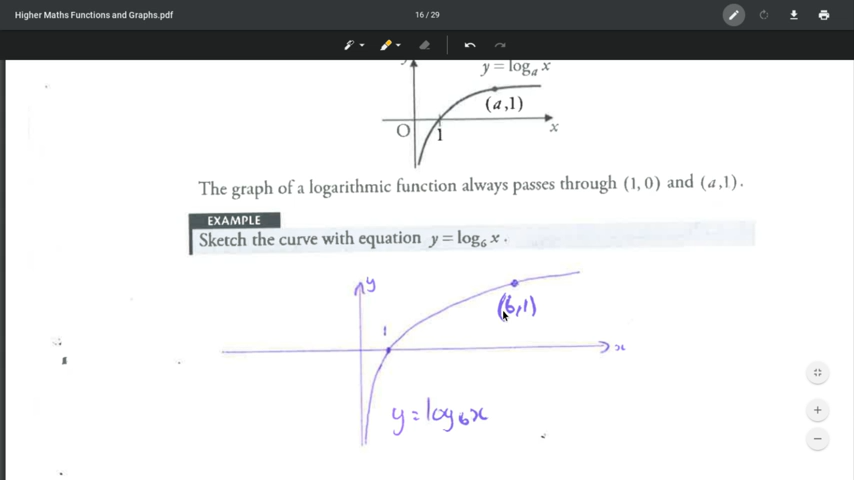 Higher Maths Functions and Graphs.pdf
16 / 29
y = logₐ x
(a,1)
O
1
x
The graph of a logarithmic function always passes through (1, 0) and (a,1).
EXAMPLE
Sketch the curve with equation y = log₆ x.
y
(6,1)
1
x
y = log₆x